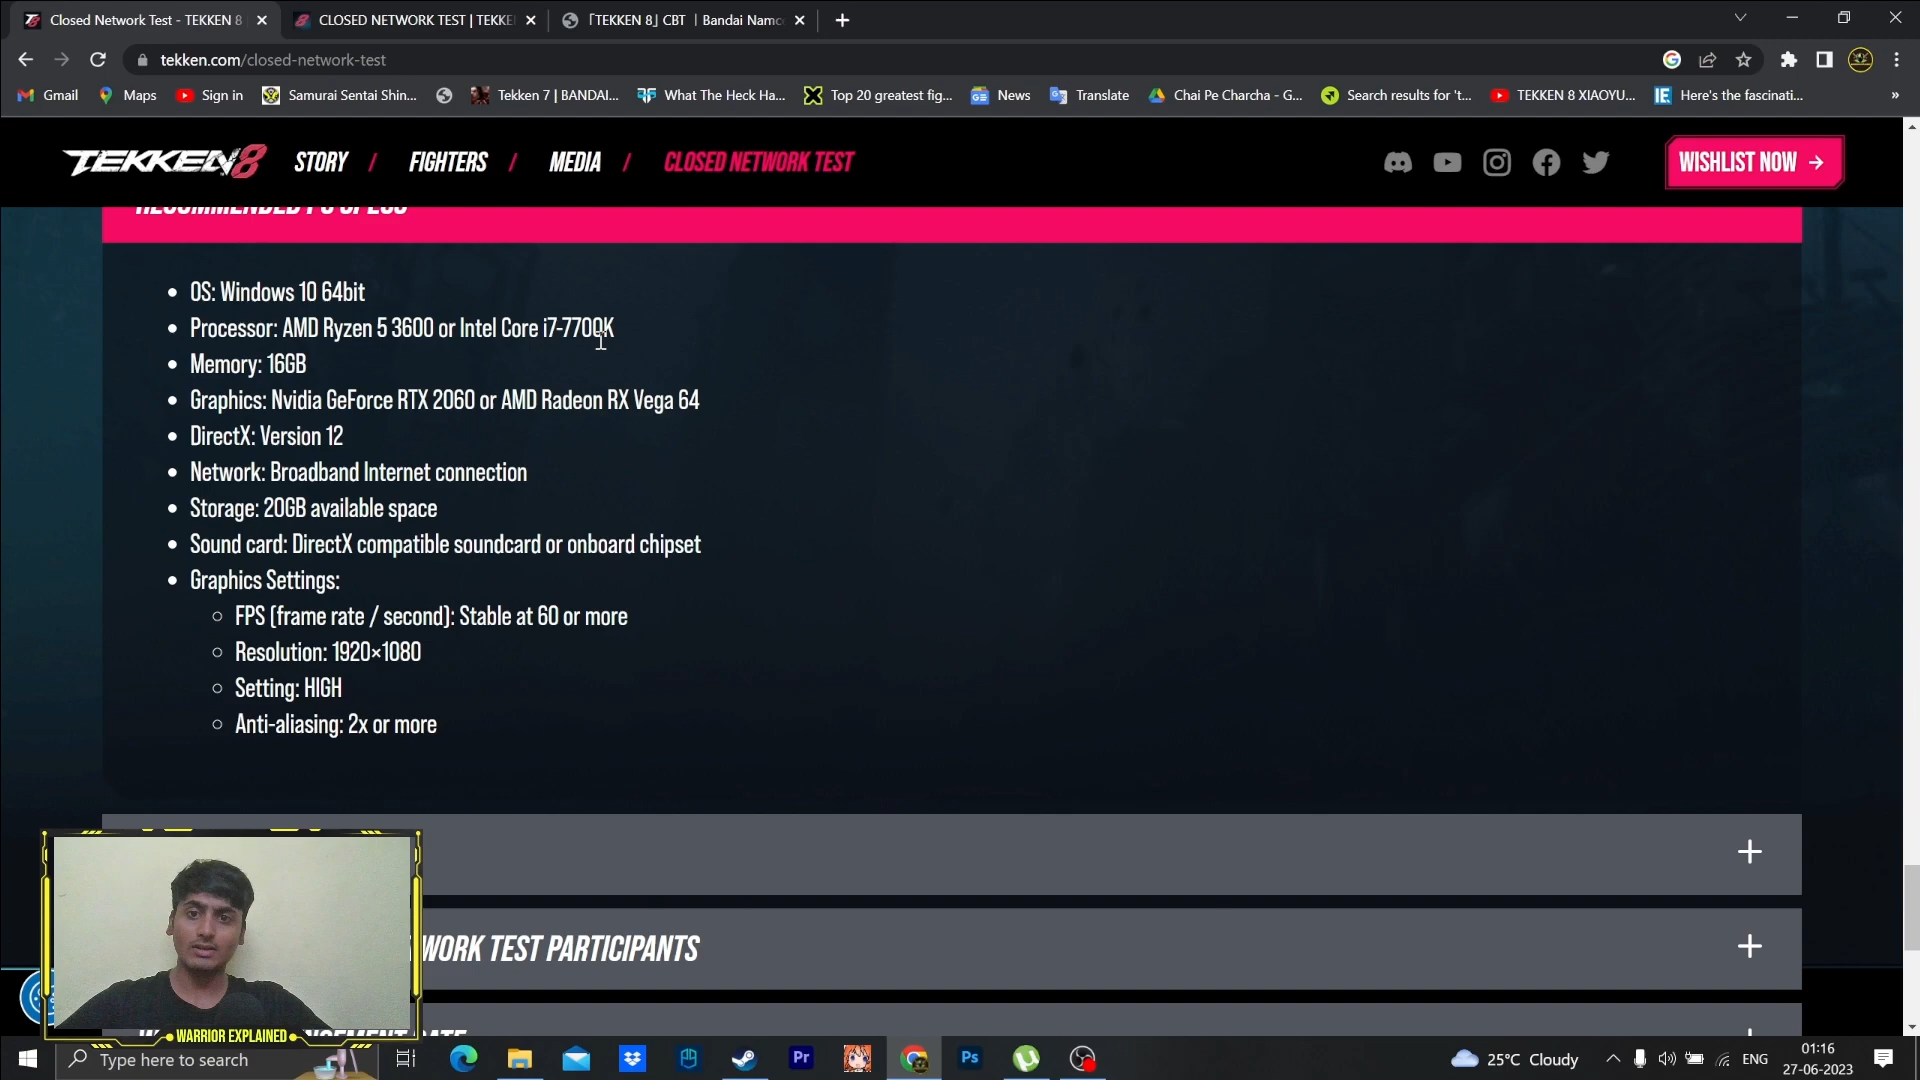 Closed Network Test - TEKKEN 8
CLOSED NETWORK TEST | TEKKE
「TEKKEN 8」 CBT | Bandai Namc
tekken.com/closed-network-test
Gmail
Maps
Sign in
Samurai Sentai Shin...
Tekken 7 | BANDAI...
What The Heck Ha...
Top 20 greatest fig...
News
Translate
Chai Pe Charcha - G...
Search results for 't...
TEKKEN 8 XIAOYU...
Here's the fascinati...
»
TEKKEN 8
STORY / FIGHTERS / MEDIA / CLOSED NETWORK TEST
WISHLIST NOW →
RECOMMENDED PC SPECS
• OS: Windows 10 64bit
• Processor: AMD Ryzen 5 3600 or Intel Core i7-7700K
• Memory: 16GB
• Graphics: Nvidia GeForce RTX 2060 or AMD Radeon RX Vega 64
• DirectX: Version 12
• Network: Broadband Internet connection
• Storage: 20GB available space
• Sound card: DirectX compatible soundcard or onboard chipset
• Graphics Settings:
○ FPS (frame rate / second): Stable at 60 or more
○ Resolution: 1920×1080
○ Setting: HIGH
○ Anti-aliasing: 2x or more
+
WORK TEST PARTICIPANTS
+
WARRIOR EXPLAINED
Type here to search
Pr
Ps
25°C Cloudy
ENG
01:16
27-06-2023